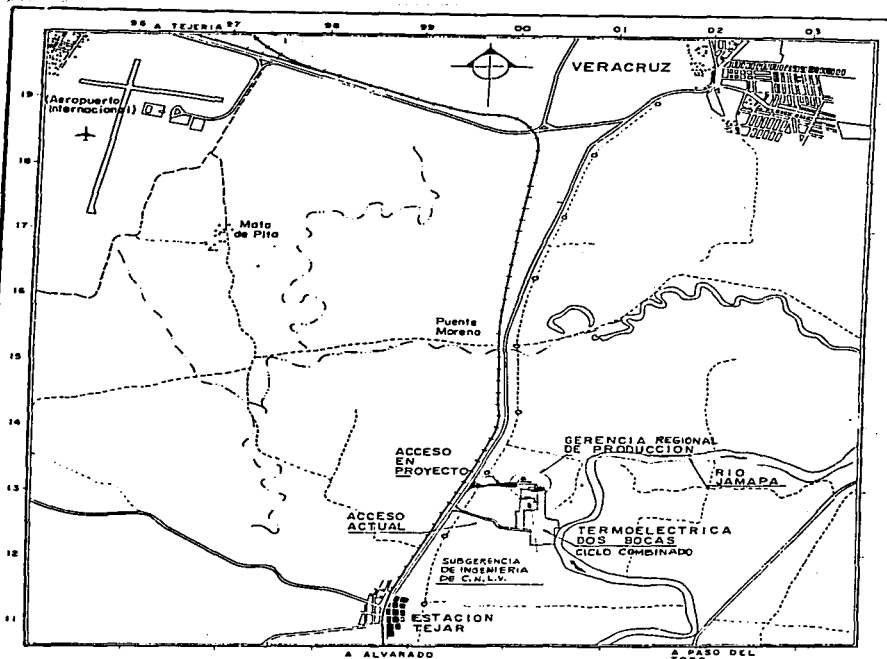 96 A TEJERIA 97 98 99 00 01 02 03
VERACRUZ
19
(Aeropuerto
Internacional)
18
17
Mata
de Pita
16
Puente
Moreno
15
14
ACCESO
EN
PROYECTO
GERENCIA REGIONAL
DE PRODUCCION
RIO
JAMAPA
13
ACCESO
ACTUAL
TERMOELECTRICA
DOS BOCAS
CICLO COMBINADO
12
SUBGERENCIA
DE INGENIERIA
DE C.N.L.V.
11
ESTACION
TEJAR
A ALVARADO
A PASO DEL
TORO